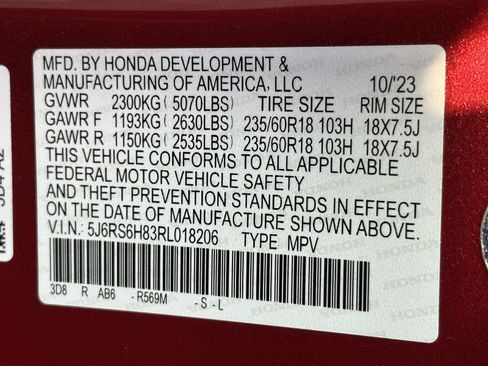 MFD. BY HONDA DEVELOPMENT &
MANUFACTURING OF AMERICA, LLC 10/'23
GVWR 2300KG ( 5070LBS) TIRE SIZE RIM SIZE
GAWR F 1193KG ( 2630LBS) 235/60R18 103H 18X7.5J
GAWR R 1150KG ( 2535LBS) 235/60R18 103H 18X7.5J
THIS VEHICLE CONFORMS TO ALL APPLICABLE
FEDERAL MOTOR VEHICLE SAFETY
AND THEFT PREVENTION STANDARDS IN EFFECT
ON THE DATE OF MANUFACTURE SHOWN ABOVE.
V.I.N.: 5J6RS6H83RL018206 TYPE MPV
3D8 R AB6 - R569M - S - L